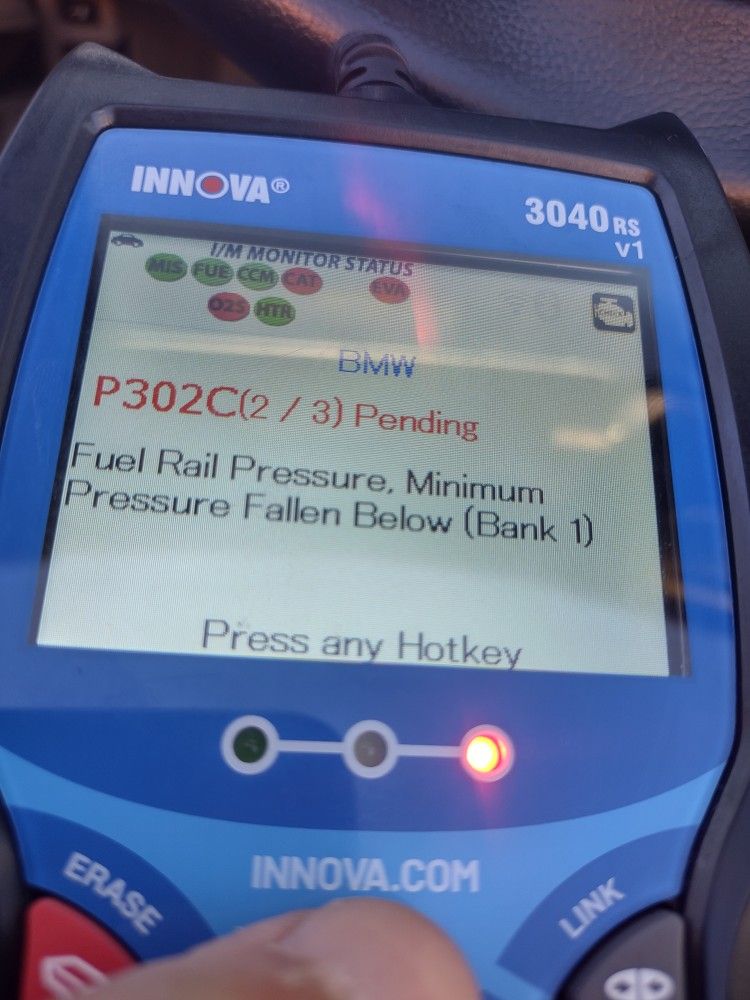 INNOVA®
3040RS
v1
I/M MONITOR STATUS
MIS FUE CCM CAT EVA
O2S HTR
BMW
P302C(2 / 3) Pending
Fuel Rail Pressure, Minimum
Pressure Fallen Below (Bank 1)
Press any Hotkey
INNOVA.COM
ERASE
LINK